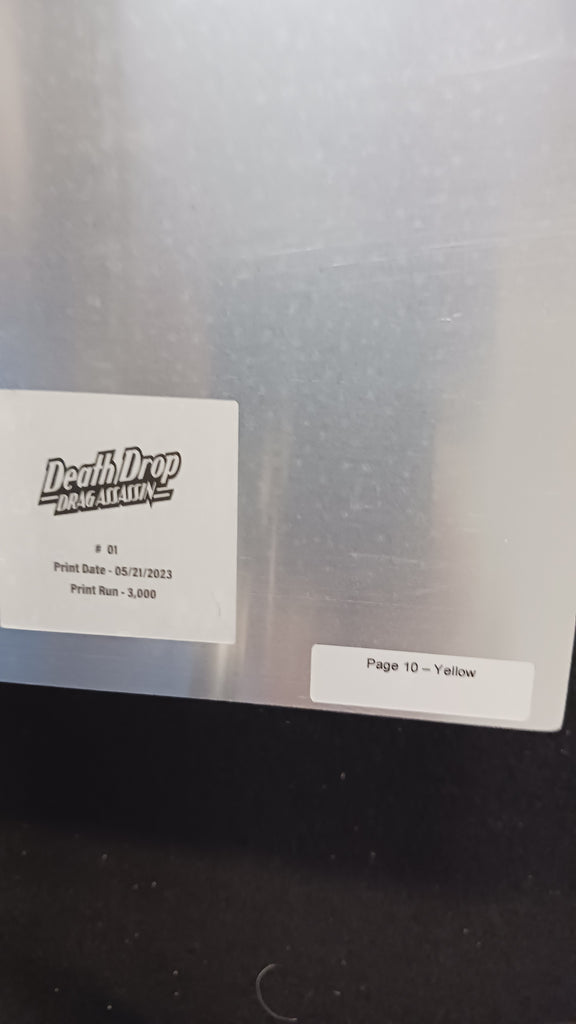 Death Drop
DRAG ASSASSIN
# 01
Print Date - 05/21/2023
Print Run - 3,000
Page 10 – Yellow